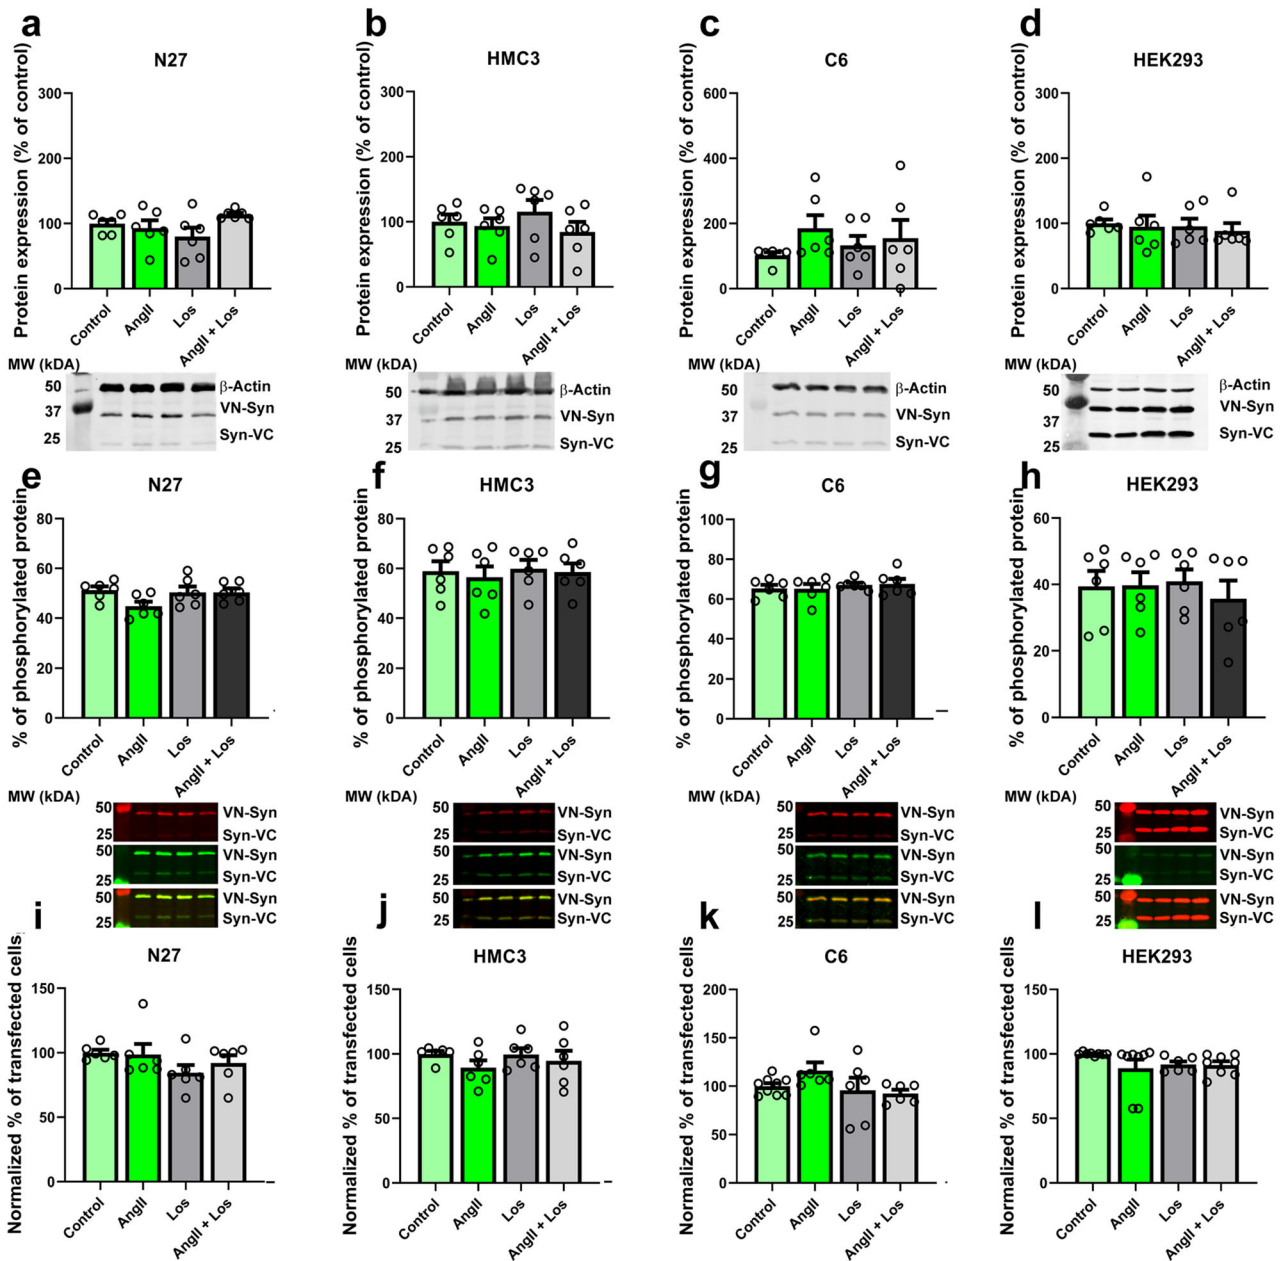 a
N27
Protein expression (% of control)
300
200
100
0
Control
AngII
Los
AngII + Los
MW (kDA)
50
37
25
β-Actin
VN-Syn
Syn-VC
b
HMC3
Protein expression (% of control)
300
200
100
0
Control
AngII
Los
AngII + Los
MW (kDA)
50
37
25
β-Actin
VN-Syn
Syn-VC
c
C6
Protein expression (% of control)
600
400
200
0
Control
AngII
Los
AngII + Los
MW (kDA)
50
37
25
β-Actin
VN-Syn
Syn-VC
d
HEK293
Protein expression (% of control)
300
200
100
0
Control
AngII
Los
AngII + Los
MW (kDA)
50
37
25
β-Actin
VN-Syn
Syn-VC
e
N27
% of phosphorylated protein
80
60
40
20
0
Control
AngII
Los
AngII + Los
MW (kDA)
50
25
50
25
50
25
VN-Syn
Syn-VC
VN-Syn
Syn-VC
VN-Syn
Syn-VC
f
HMC3
% of phosphorylated protein
80
60
40
20
0
Control
AngII
Los
AngII + Los
MW (kDA)
50
25
50
25
50
25
VN-Syn
Syn-VC
VN-Syn
Syn-VC
VN-Syn
Syn-VC
g
C6
% of phosphorylated protein
100
80
60
40
20
0
Control
AngII
Los
AngII + Los
MW (kDA)
50
25
50
25
50
25
VN-Syn
Syn-VC
VN-Syn
Syn-VC
VN-Syn
Syn-VC
h
HEK293
% of phosphorylated protein
60
40
20
0
Control
AngII
Los
AngII + Los
MW (kDA)
50
25
50
25
50
25
VN-Syn
Syn-VC
VN-Syn
Syn-VC
VN-Syn
Syn-VC
i
N27
Normalized % of transfected cells
150
100
50
0
Control
AngII
Los
AngII + Los
j
HMC3
Normalized % of transfected cells
150
100
50
0
Control
AngII
Los
AngII + Los
k
C6
Normalized % of transfected cells
200
150
100
50
0
Control
AngII
Los
AngII + Los
l
HEK293
Normalized % of transfected cells
150
100
50
0
Control
AngII
Los
AngII + Los